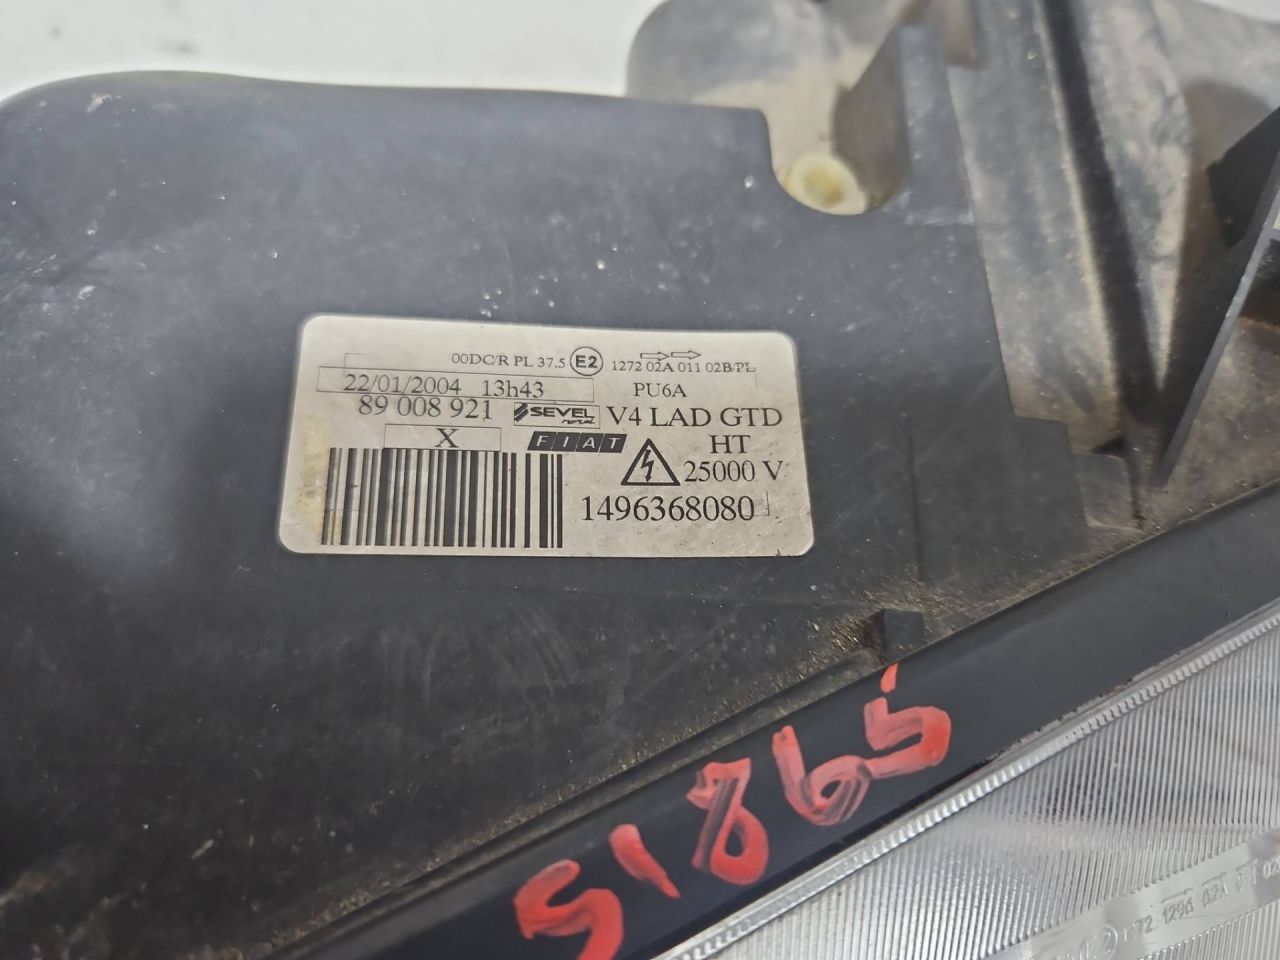 00DC/R PL 37.5 E2 1272 02A 011 02B PL
22/01/2004 13h43 PU6A
89 008 921 SEVEL V4 LAD GTD
X FIAT HT
25000 V
1496368080
S1865